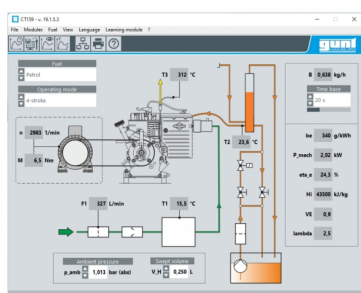 CT159 - v. 19.1.5.3
File Modules Fuel View Language Learning module ?
gunt
Fuel
Petrol
Operating mode
4-stroke
n 2983 1/min
M 6,5 Nm
T3 312 °C
T2 23,6 °C
F1 327 L/min
T1 15,5 °C
Ambient pressure
p_amb 1,013 bar (abs)
Swept volume
V_H 0,250 L
B 0,638 kg/h
Time base
20 s
be 340 g/kWh
P_mech 2,02 kW
eta_e 24,3 %
Hi 43500 kJ/kg
VE 0,9
lambda 2,5